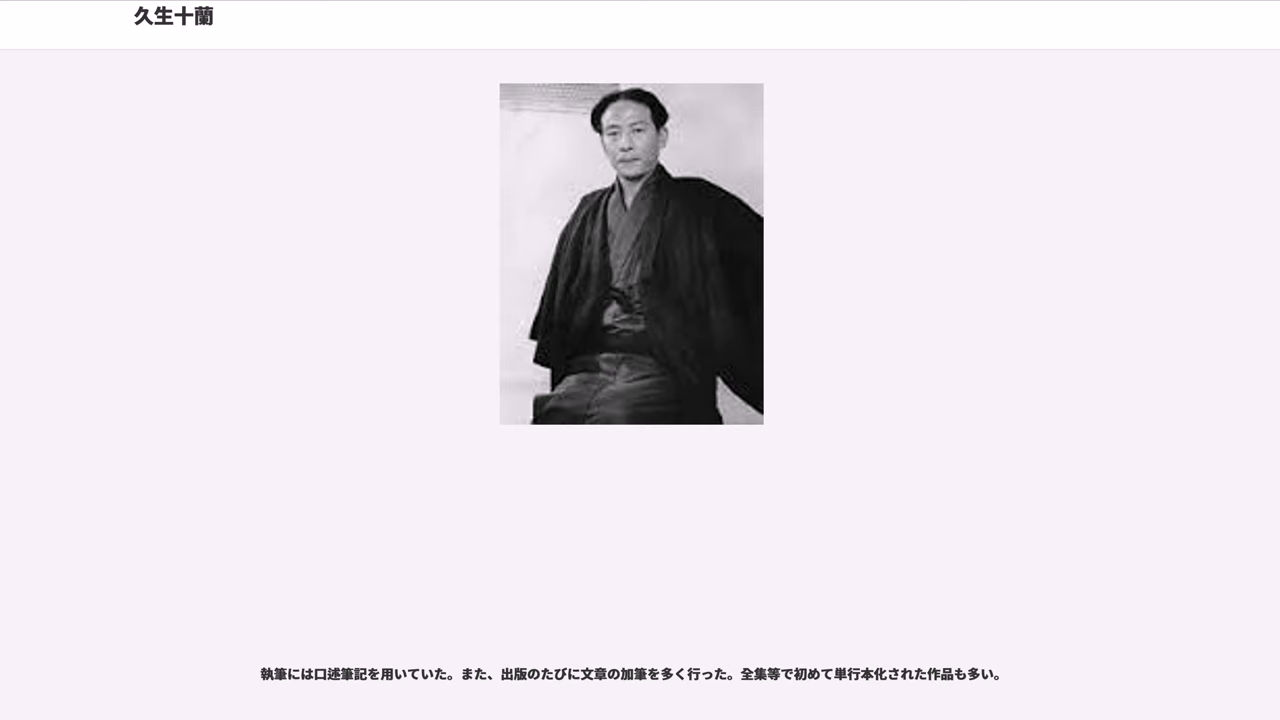 久生十蘭
執筆には口述筆記を用いていた。また、出版のたびに文章の加筆を多く行った。全集等で初めて単行本化された作品も多い。